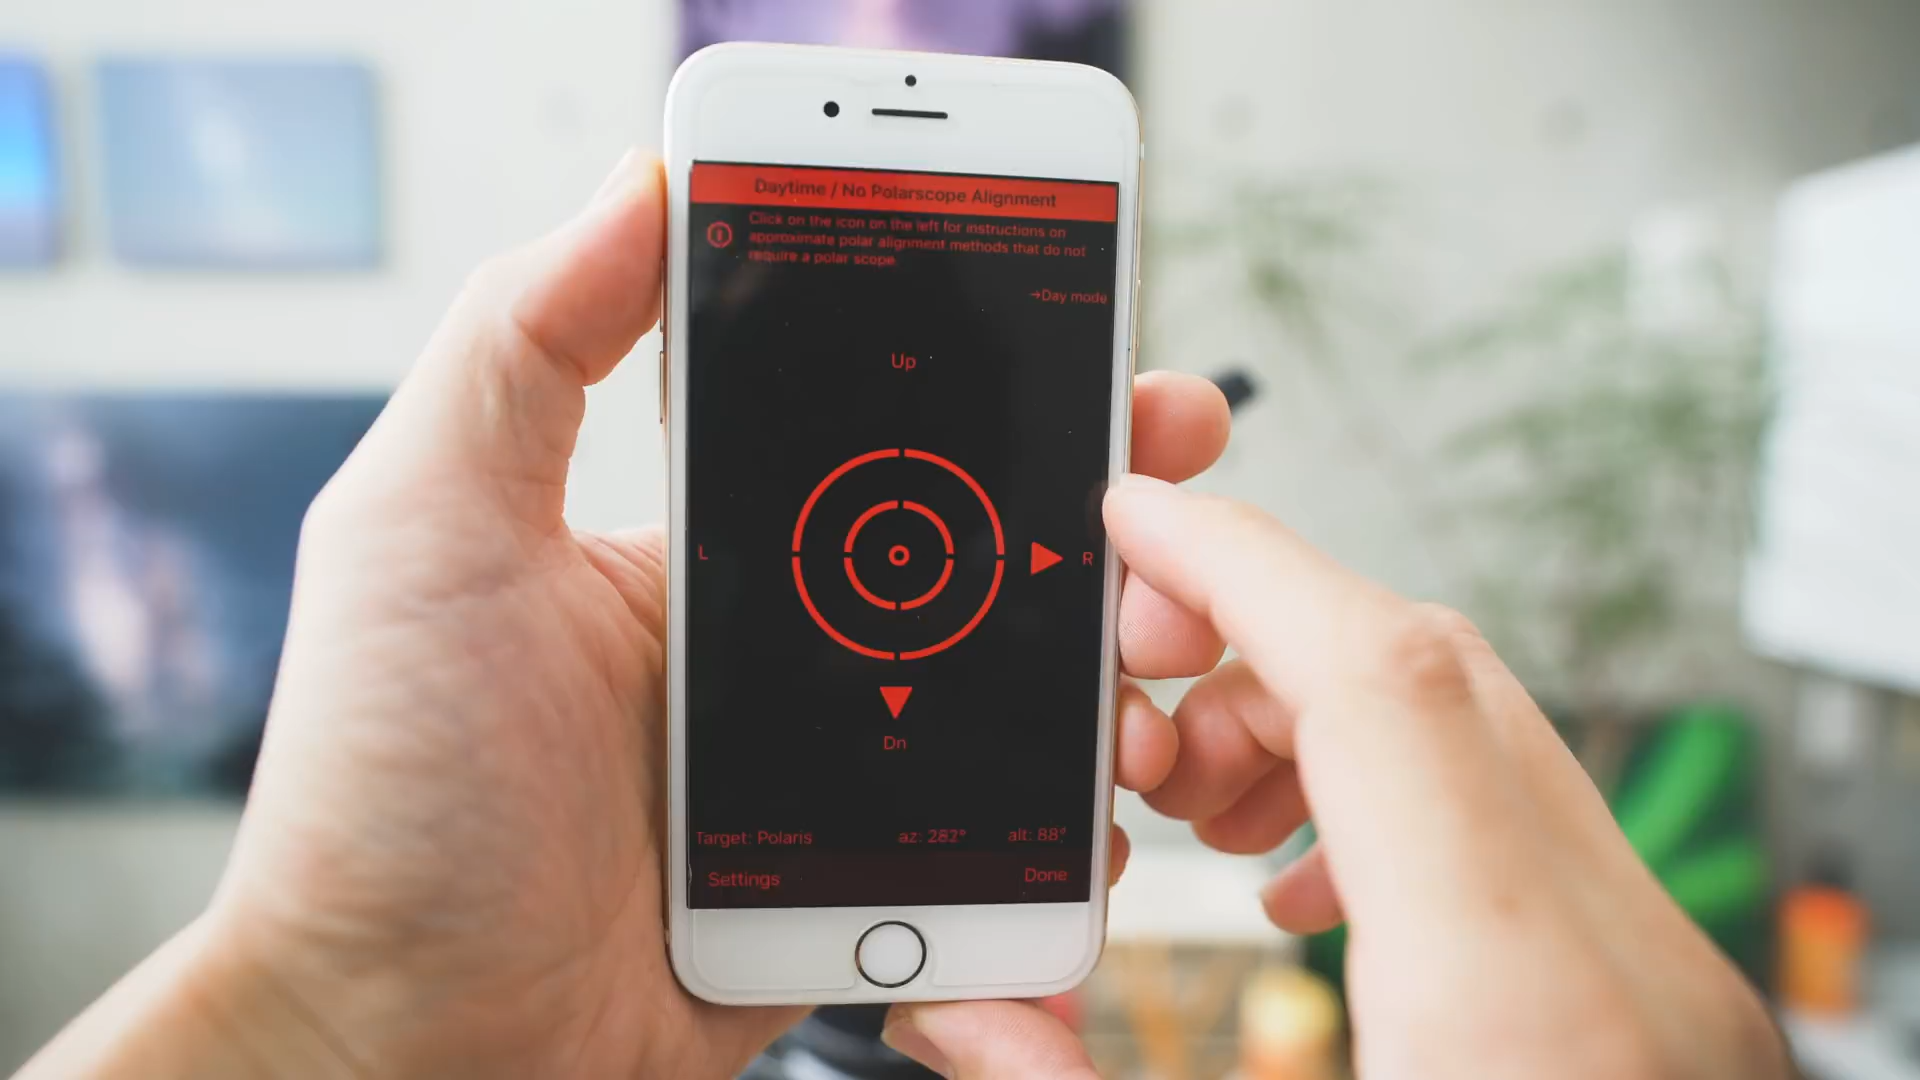 Daytime / No Polarscope Alignment
Click on the icon on the left for instructions on
approximate polar alignment methods that do not
require a polar scope.
→Day mode
Up
L
R
Dn
Target: Polaris az: 282° alt: 88°
Settings Done